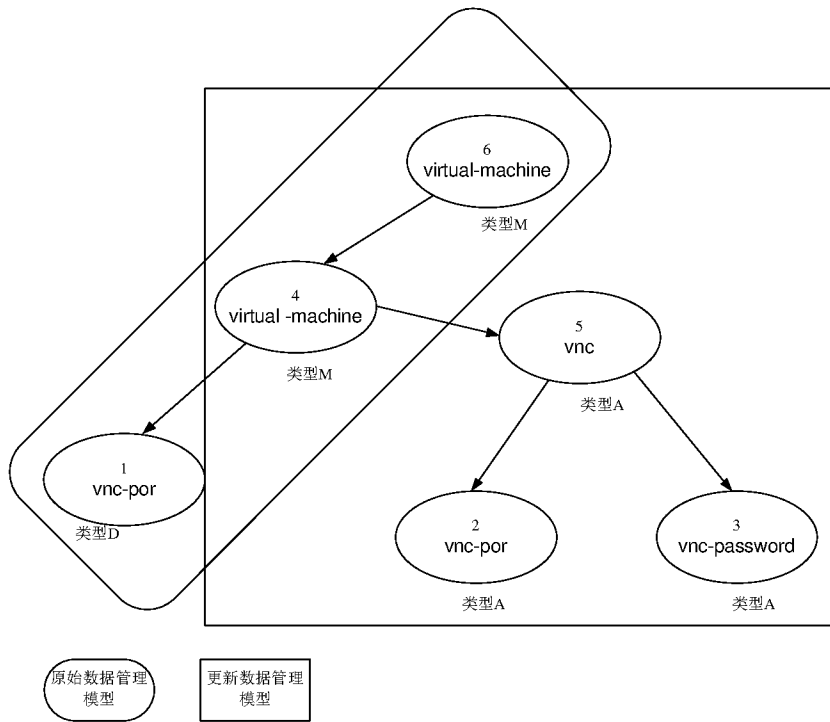 6
virtual-machine
类型M
4
virtual -machine
类型M
5
vnc
类型A
1
vnc-por
类型D
2
vnc-por
类型A
3
vnc-password
类型A
原始数据管理
模型
更新数据管理
模型